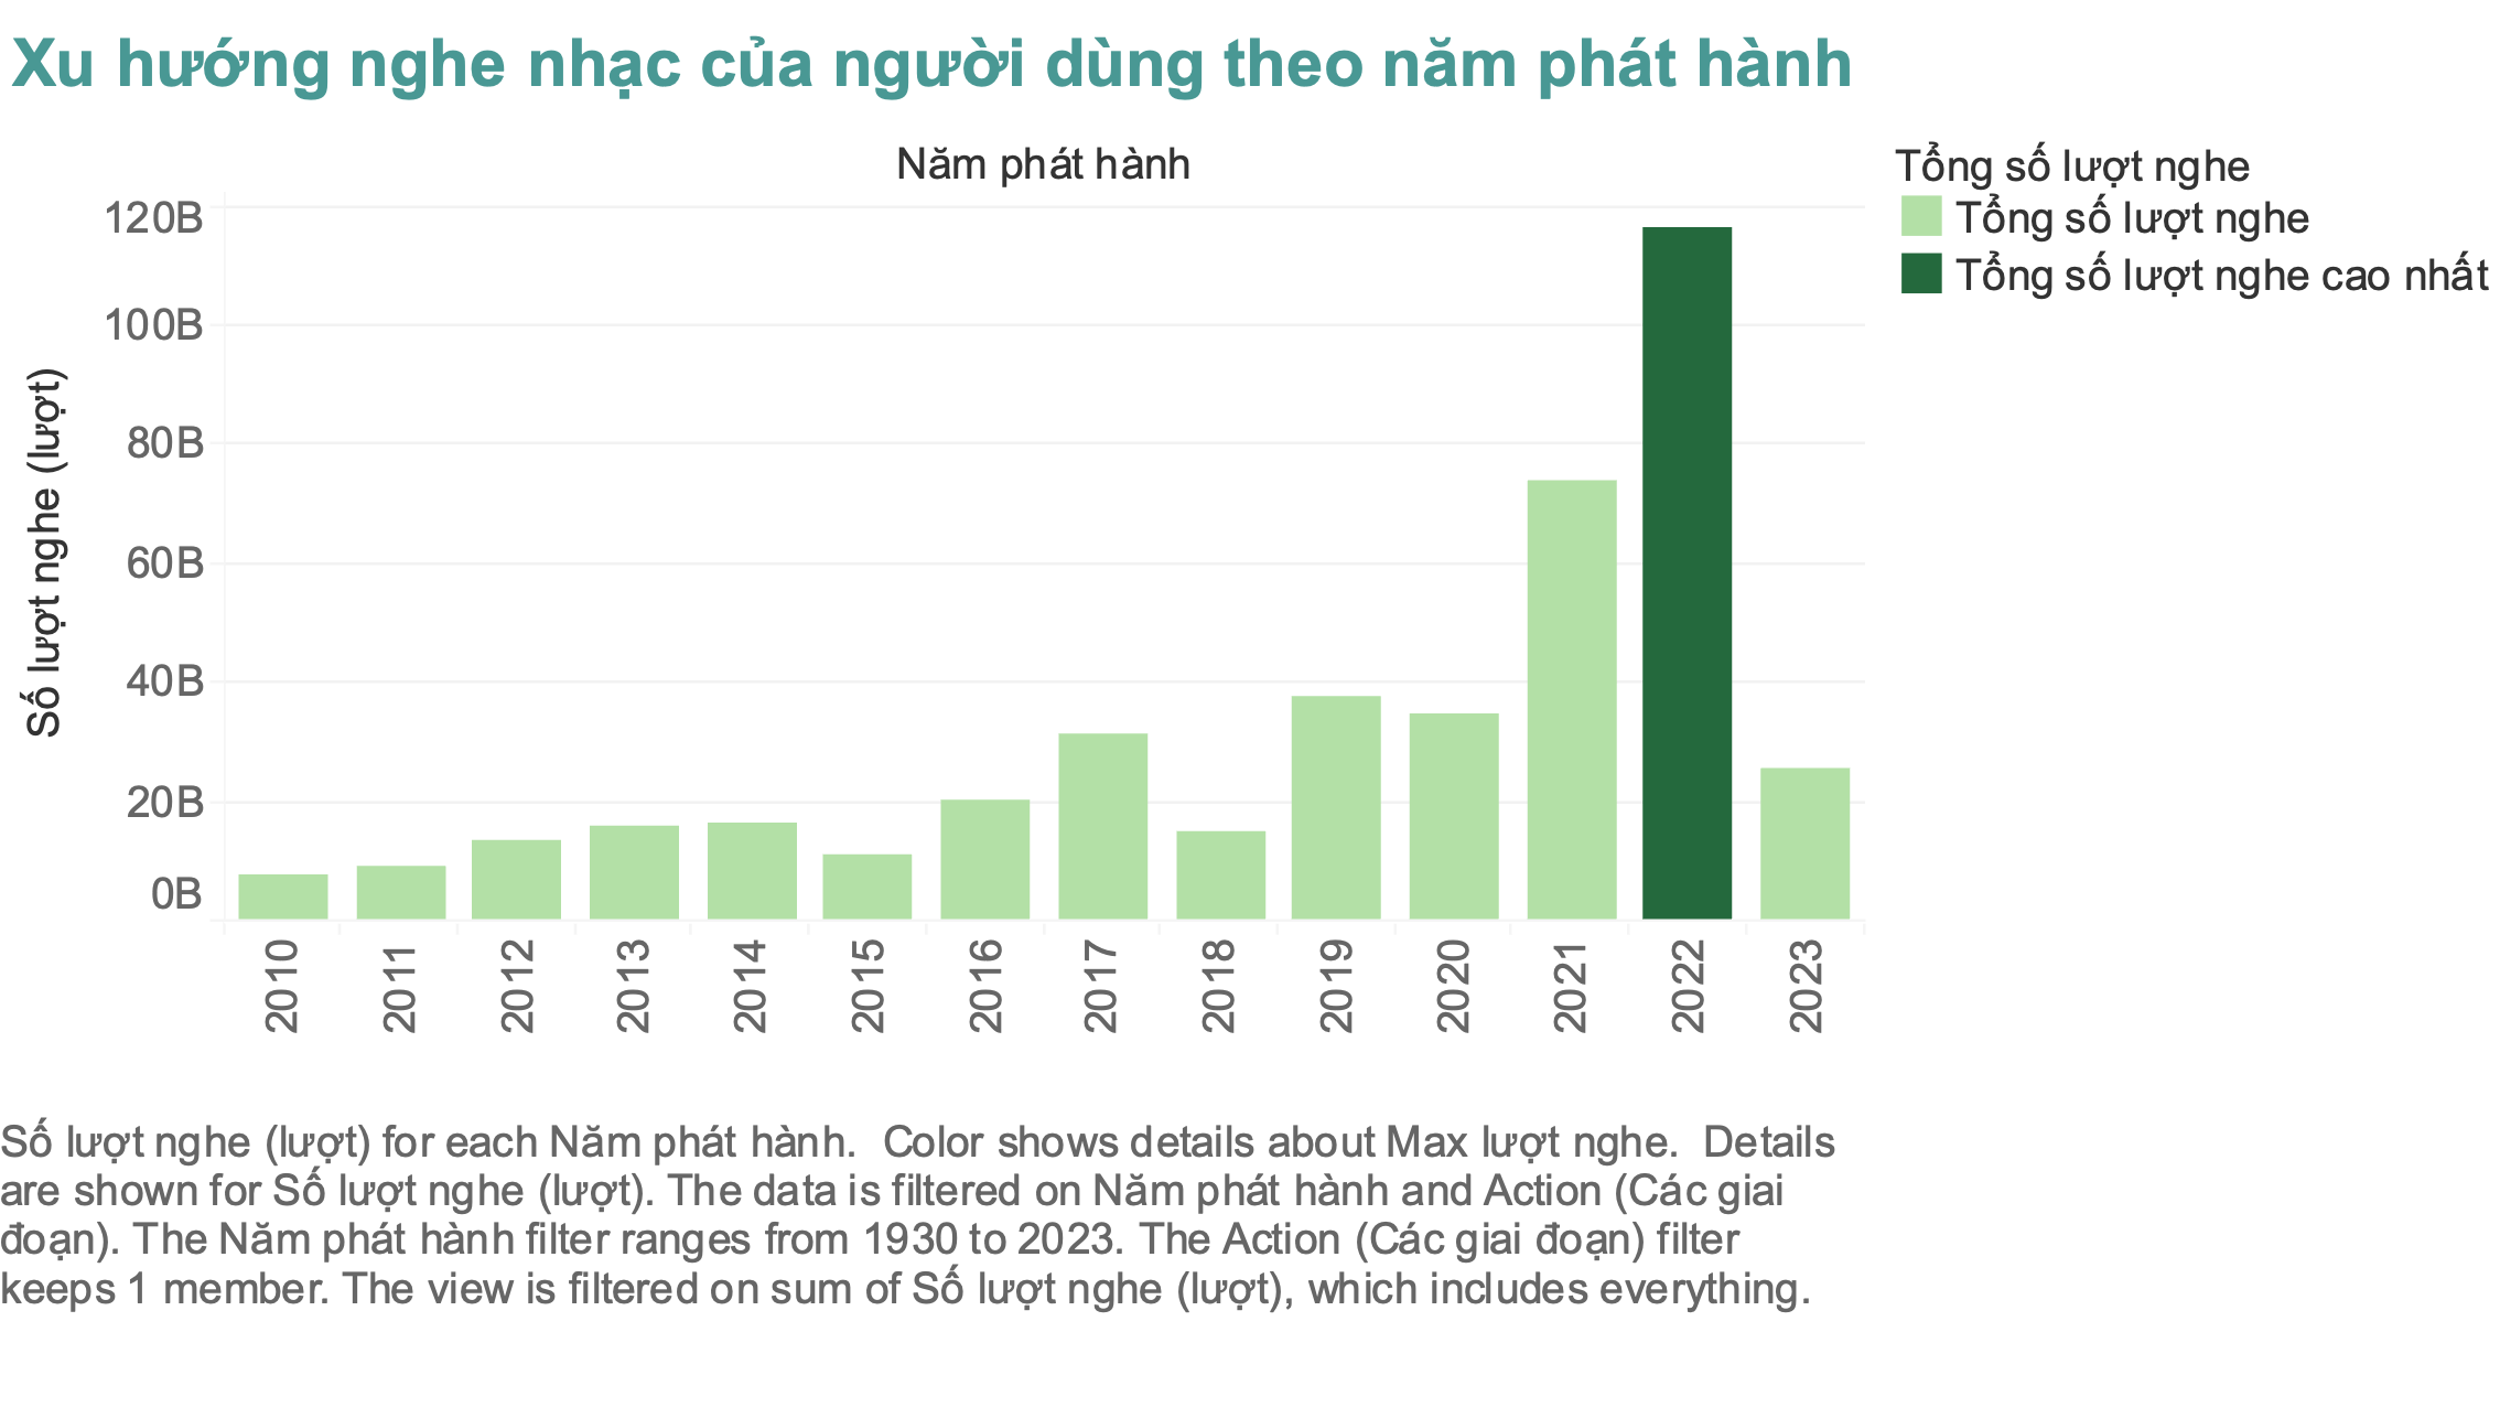 Xu hướng nghe nhạc của người dùng theo năm phát hành
Năm phát hành
Tổng số lượt nghe
Tổng số lượt nghe
Tổng số lượt nghe cao nhất
Số lượt nghe (lượt)
120B
100B
80B
60B
40B
20B
0B
2010
2011
2012
2013
2014
2015
2016
2017
2018
2019
2020
2021
2022
2023
Số lượt nghe (lượt) for each Năm phát hành.  Color shows details about Max lượt nghe.  Details
are shown for Số lượt nghe (lượt). The data is filtered on Năm phát hành and Action (Các giai
đoạn). The Năm phát hành filter ranges from 1930 to 2023. The Action (Các giai đoạn) filter
keeps 1 member. The view is filtered on sum of Số lượt nghe (lượt), which includes everything.